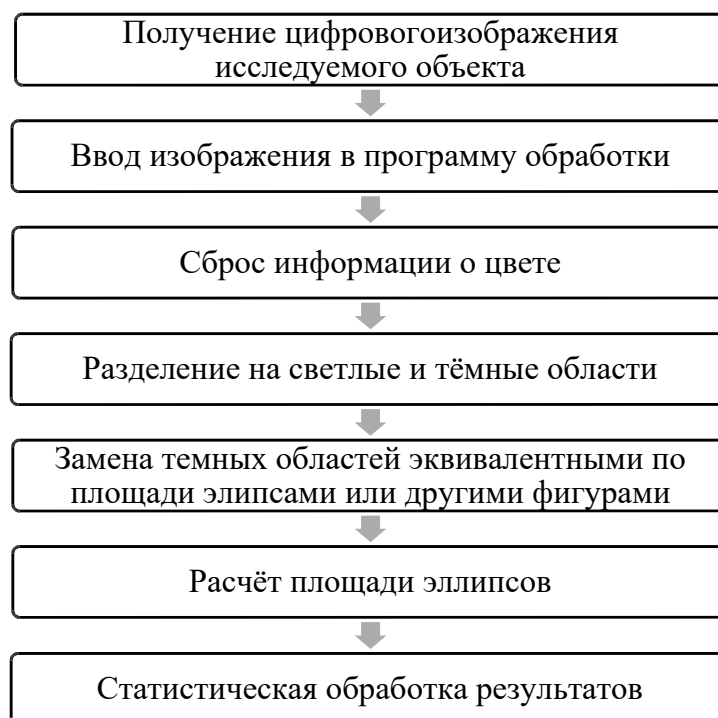 Получение цифровогоизображения
исследуемого объекта
Ввод изображения в программу обработки
Сброс информации о цвете
Разделение на светлые и тёмные области
Замена темных областей эквивалентными по
площади элипсами или другими фигурами
Расчёт площади эллипсов
Статистическая обработка результатов